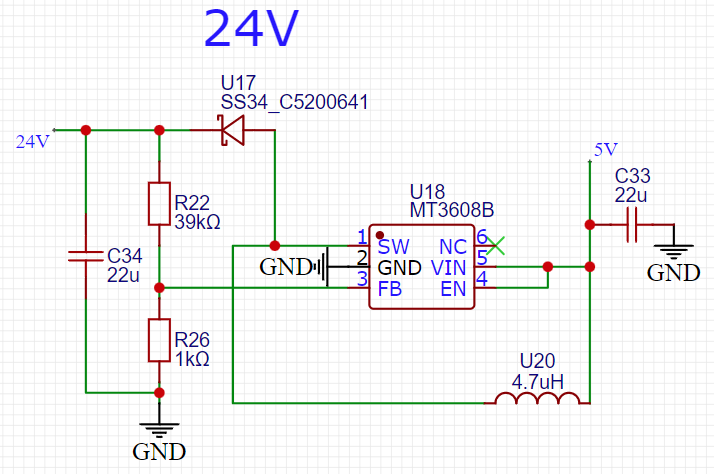 24V
U17
SS34_C5200641
24V
5V
C33
22u
GND
R22
39kΩ
U18
MT3608B
1
SW
NC
6
GND
2
GND
VIN
5
3
FB
EN
4
C34
22u
R26
1kΩ
U20
4.7uH
GND